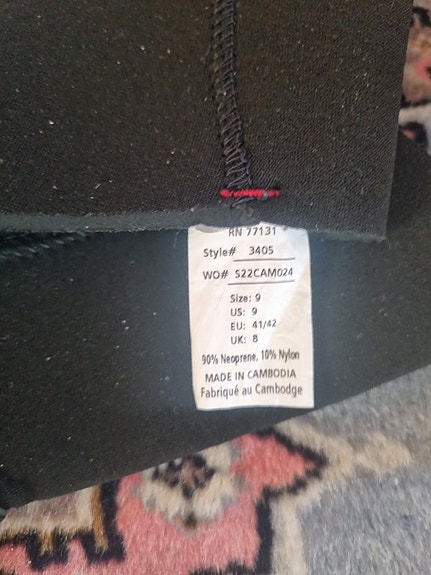 RN 77131
Style# 3405
WO# S22CAM024
Size: 9
US: 9
EU: 41/42
UK: 8
90% Neoprene, 10% Nylon
MADE IN CAMBODIA
Fabriqué au Cambodge